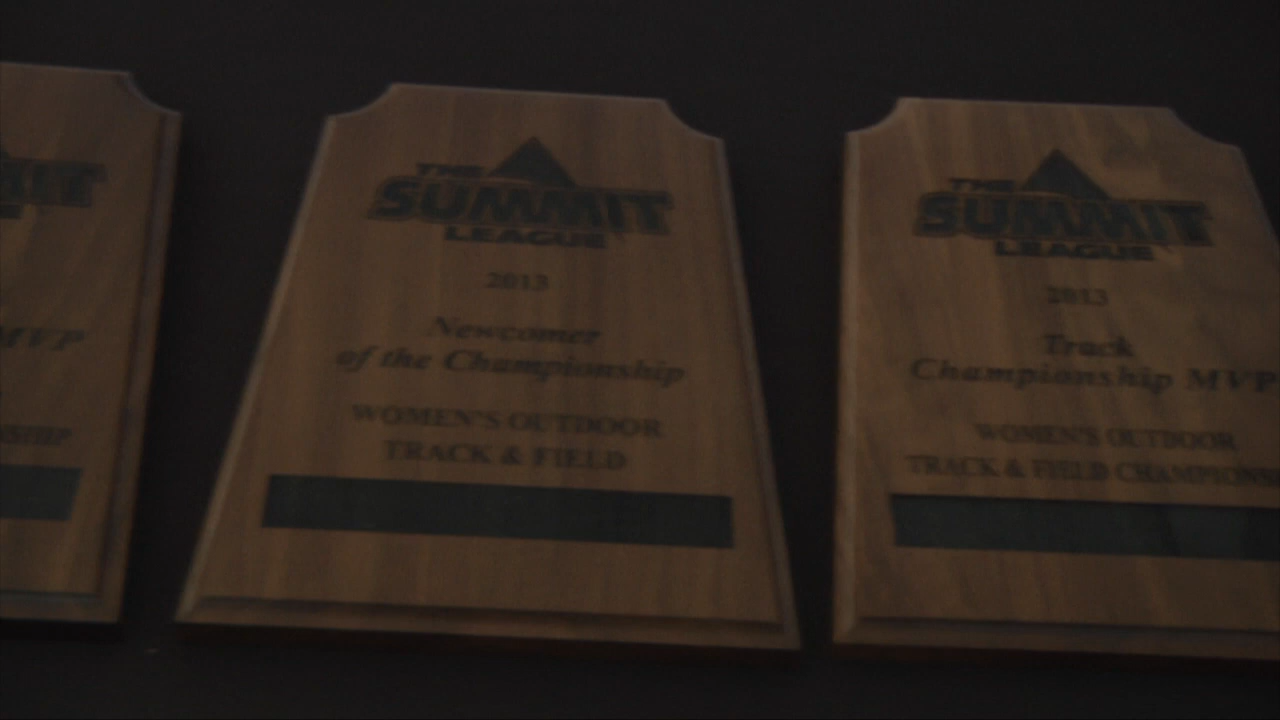 MVP
THE
SUMMIT
LEAGUE
2013
Newcomer
of the Championship
WOMEN'S OUTDOOR
TRACK & FIELD
THE
SUMMIT
LEAGUE
2013
Track
Championship MVP
WOMEN'S OUTDOOR
TRACK & FIELD